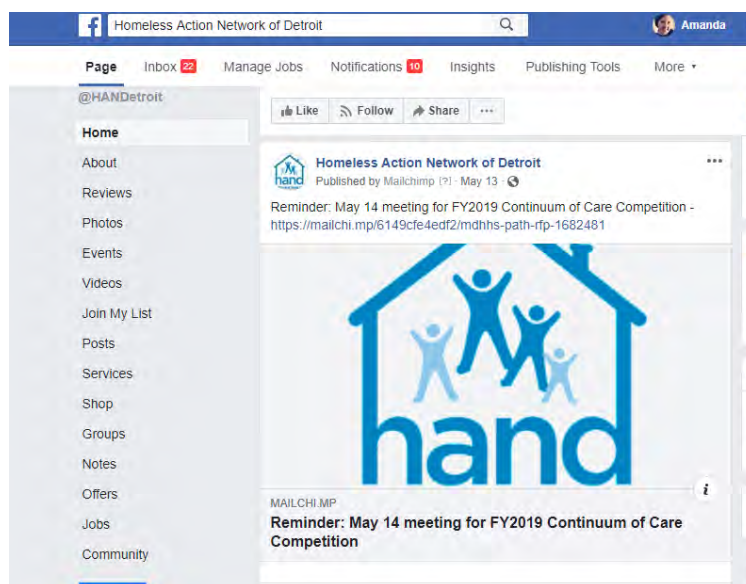 Homeless Action Network of Detroit
Amanda
Page Inbox 22 Manage Jobs Notifications 10 Insights Publishing Tools More
@HANDetroit
Home
About
Reviews
Photos
Events
Videos
Join My List
Posts
Services
Shop
Groups
Notes
Offers
Jobs
Community
Like Follow Share ...
hand
Homeless Action Network of Detroit
Published by Mailchimp [?] · May 13 ·
Reminder: May 14 meeting for FY2019 Continuum of Care Competition -
https://mailchi.mp/6149cfe4edf2/mdhhs-path-rfp-1682481
hand
i
MAILCHI.MP
Reminder: May 14 meeting for FY2019 Continuum of Care
Competition